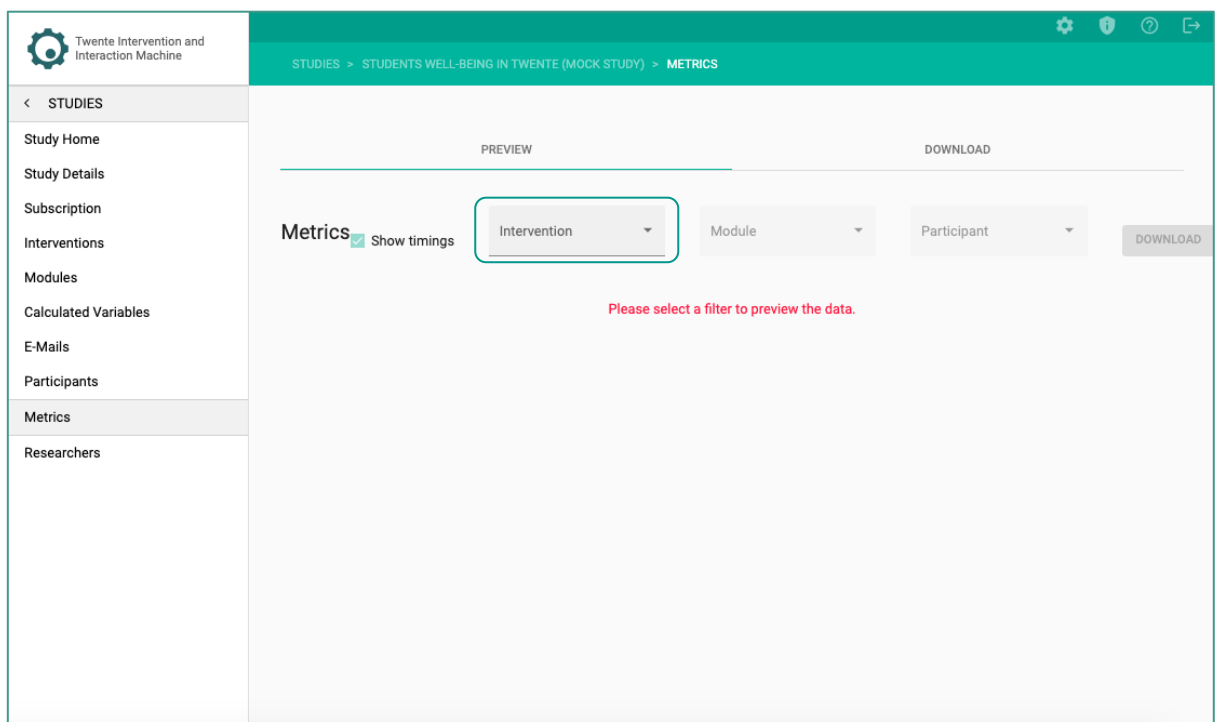 Twente Intervention and
Interaction Machine
STUDIES > STUDENTS WELL-BEING IN TWENTE (MOCK STUDY) > METRICS
< STUDIES
Study Home
Study Details
Subscription
Interventions
Modules
Calculated Variables
E-Mails
Participants
Metrics
Researchers
PREVIEW DOWNLOAD
Metrics Show timings Intervention Module Participant DOWNLOAD
Please select a filter to preview the data.